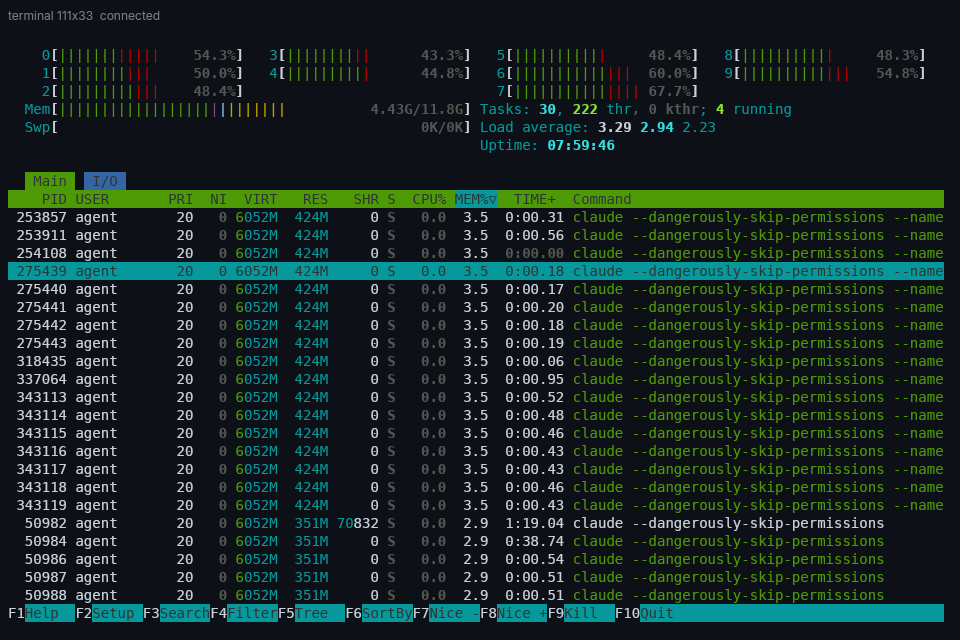 terminal 111x33 connected
0[||||||||||||  54.3%] 3[||||||||||  43.3%] 5[|||||||||||  48.4%] 8[|||||||||||  48.3%]
1[|||||||||||  50.0%] 4[||||||||||  44.8%] 6[||||||||||||||  60.0%] 9[|||||||||||||  54.8%]
2[||||||||||||  48.4%] 7[||||||||||||||| 67.7%]
Mem[|||||||||||||||||||||||||||  4.43G/11.8G] Tasks: 30, 222 thr, 0 kthr; 4 running
Swp[  0K/0K] Load average: 3.29 2.94 2.23
Uptime: 07:59:46
Main I/O
PID USER PRI NI VIRT RES SHR S CPU% MEM%▽ TIME+ Command
253857 agent 20 0 6052M 424M 0 S 0.0 3.5 0:00.31 claude --dangerously-skip-permissions --name
253911 agent 20 0 6052M 424M 0 S 0.0 3.5 0:00.56 claude --dangerously-skip-permissions --name
254108 agent 20 0 6052M 424M 0 S 0.0 3.5 0:00.00 claude --dangerously-skip-permissions --name
275439 agent 20 0 6052M 424M 0 S 0.0 3.5 0:00.18 claude --dangerously-skip-permissions --name
275440 agent 20 0 6052M 424M 0 S 0.0 3.5 0:00.17 claude --dangerously-skip-permissions --name
275441 agent 20 0 6052M 424M 0 S 0.0 3.5 0:00.20 claude --dangerously-skip-permissions --name
275442 agent 20 0 6052M 424M 0 S 0.0 3.5 0:00.18 claude --dangerously-skip-permissions --name
275443 agent 20 0 6052M 424M 0 S 0.0 3.5 0:00.19 claude --dangerously-skip-permissions --name
318435 agent 20 0 6052M 424M 0 S 0.0 3.5 0:00.06 claude --dangerously-skip-permissions --name
337064 agent 20 0 6052M 424M 0 S 0.0 3.5 0:00.95 claude --dangerously-skip-permissions --name
343113 agent 20 0 6052M 424M 0 S 0.0 3.5 0:00.52 claude --dangerously-skip-permissions --name
343114 agent 20 0 6052M 424M 0 S 0.0 3.5 0:00.48 claude --dangerously-skip-permissions --name
343115 agent 20 0 6052M 424M 0 S 0.0 3.5 0:00.46 claude --dangerously-skip-permissions --name
343116 agent 20 0 6052M 424M 0 S 0.0 3.5 0:00.43 claude --dangerously-skip-permissions --name
343117 agent 20 0 6052M 424M 0 S 0.0 3.5 0:00.43 claude --dangerously-skip-permissions --name
343118 agent 20 0 6052M 424M 0 S 0.0 3.5 0:00.46 claude --dangerously-skip-permissions --name
343119 agent 20 0 6052M 424M 0 S 0.0 3.5 0:00.43 claude --dangerously-skip-permissions --name
50982 agent 20 0 6052M 351M 70832 S 0.0 2.9 1:19.04 claude --dangerously-skip-permissions
50984 agent 20 0 6052M 351M 0 S 0.0 2.9 0:38.74 claude --dangerously-skip-permissions
50986 agent 20 0 6052M 351M 0 S 0.0 2.9 0:00.54 claude --dangerously-skip-permissions
50987 agent 20 0 6052M 351M 0 S 0.0 2.9 0:00.51 claude --dangerously-skip-permissions
50988 agent 20 0 6052M 351M 0 S 0.0 2.9 0:00.51 claude --dangerously-skip-permissions
F1Help F2Setup F3SearchF4FilterF5Tree F6SortByF7Nice -F8Nice +F9Kill F10Quit